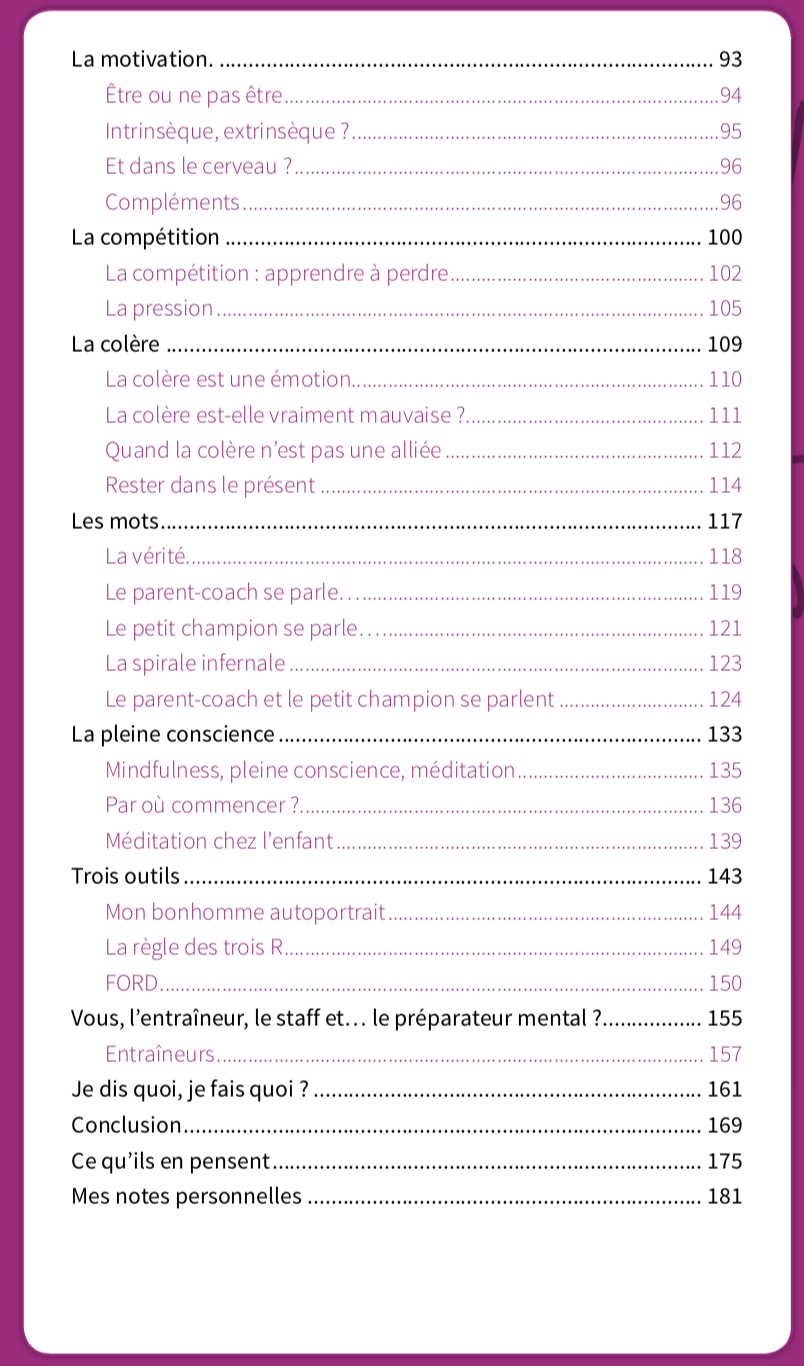 La motivation. .................................................................................... 93
Être ou ne pas être....................................................................................94
Intrinsèque, extrinsèque ?.......................................................................95
Et dans le cerveau ?..................................................................................96
Compléments............................................................................................96
La compétition ................................................................................. 100
La compétition : apprendre à perdre................................................. 102
La pression.............................................................................................. 105
La colère ........................................................................................... 109
La colère est une émotion.................................................................... 110
La colère est-elle vraiment mauvaise ?.............................................. 111
Quand la colère n’est pas une alliée .................................................. 112
Rester dans le présent .......................................................................... 114
Les mots............................................................................................ 117
La vérité.................................................................................................... 118
Le parent-coach se parle….................................................................. 119
Le petit champion se parle….............................................................. 121
La spirale infernale ................................................................................ 123
Le parent-coach et le petit champion se parlent ............................ 124
La pleine conscience........................................................................ 133
Mindfulness, pleine conscience, méditation.................................... 135
Par où commencer ?.............................................................................. 136
Méditation chez l’enfant....................................................................... 139
Trois outils........................................................................................ 143
Mon bonhomme autoportrait............................................................. 144
La règle des trois R................................................................................. 149
FORD......................................................................................................... 150
Vous, l’entraîneur, le staff et… le préparateur mental ?................. 155
Entraîneurs.............................................................................................. 157
Je dis quoi, je fais quoi ?.................................................................. 161
Conclusion........................................................................................ 169
Ce qu’ils en pensent......................................................................... 175
Mes notes personnelles ................................................................... 181